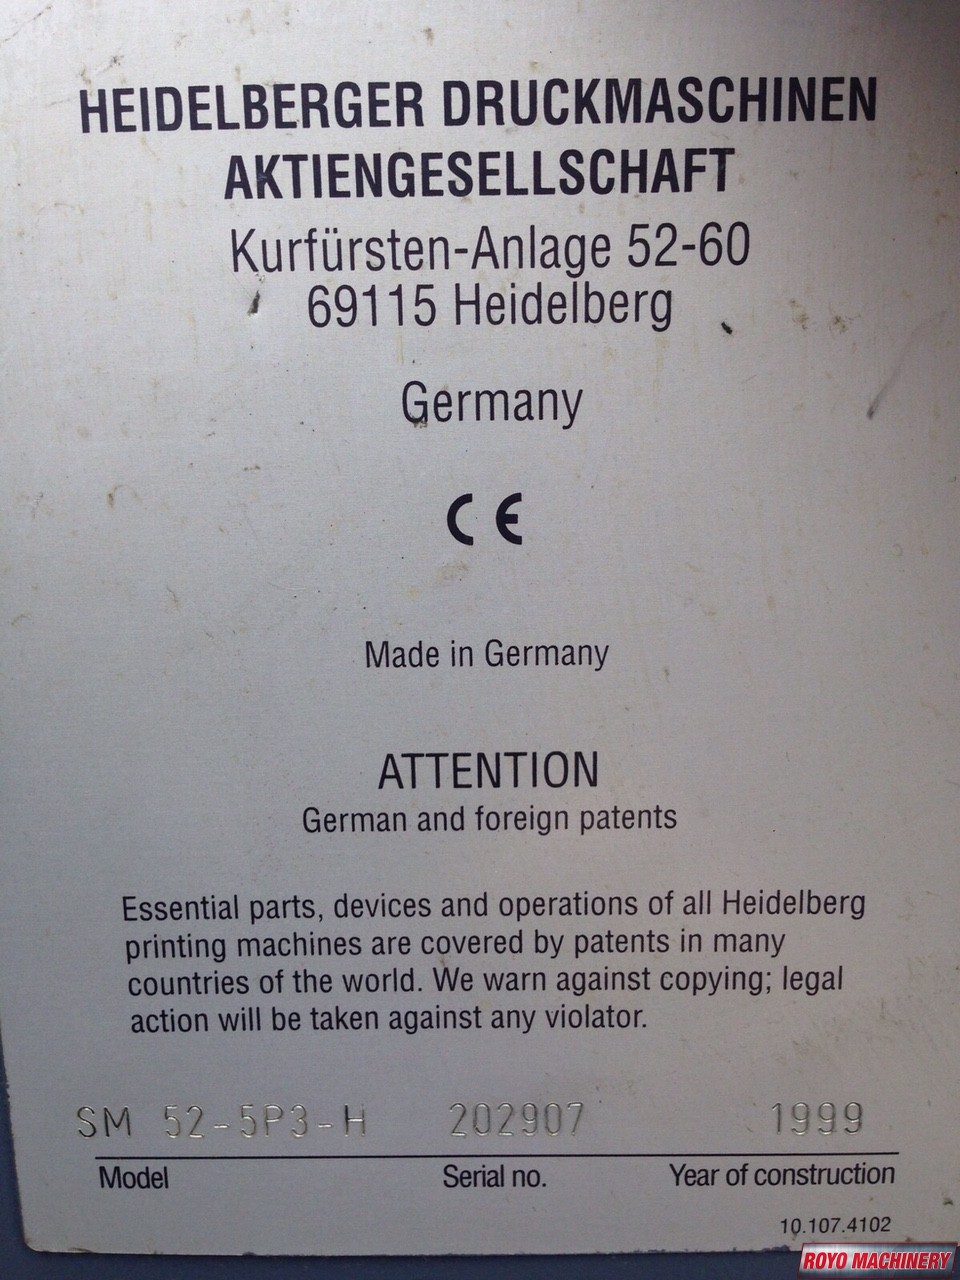 HEIDELBERGER DRUCKMASCHINEN
AKTIENGESELLSCHAFT
Kurfürsten-Anlage 52-60
69115 Heidelberg
Germany
CE
Made in Germany
ATTENTION
German and foreign patents
Essential parts, devices and operations of all Heidelberg
printing machines are covered by patents in many
countries of the world. We warn against copying; legal
action will be taken against any violator.
SM 52-5P3-H 202907 1999
Model Serial no. Year of construction
10.107.4102
ROYO MACHINERY